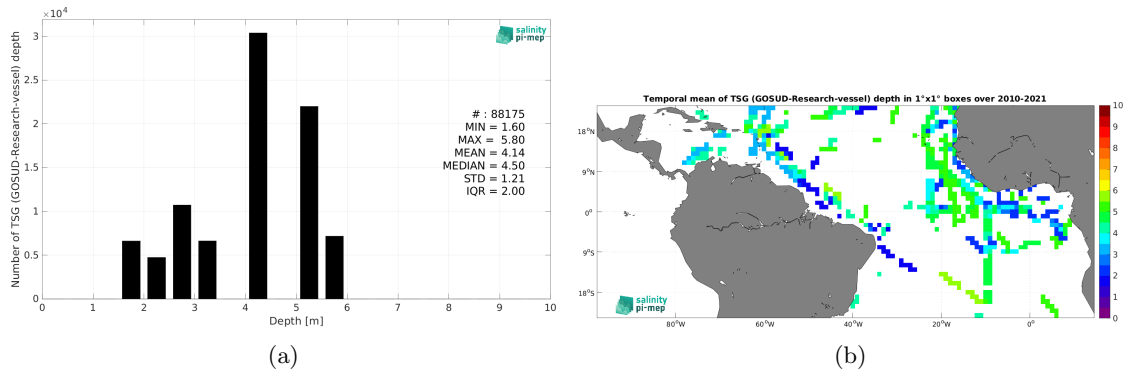 ×10⁴
3
2.5
2
1.5
1
0.5
0
Number of TSG (GOSUD-Research-vessel) depth
0 1 2 3 4 5 6 7 8 9 10
Depth [m]
salinity
pi-mep
# : 88175
MIN = 1.60
MAX = 5.80
MEAN = 4.14
MEDIAN = 4.50
STD = 1.21
IQR = 2.00
(a)
Temporal mean of TSG (GOSUD-Research-vessel) depth in 1°x1° boxes over 2010-2021
18°N
9°N
0°
9°S
18°S
80°W 60°W 40°W 20°W 0°
salinity
pi-mep
10
9
8
7
6
5
4
3
2
1
0
(b)